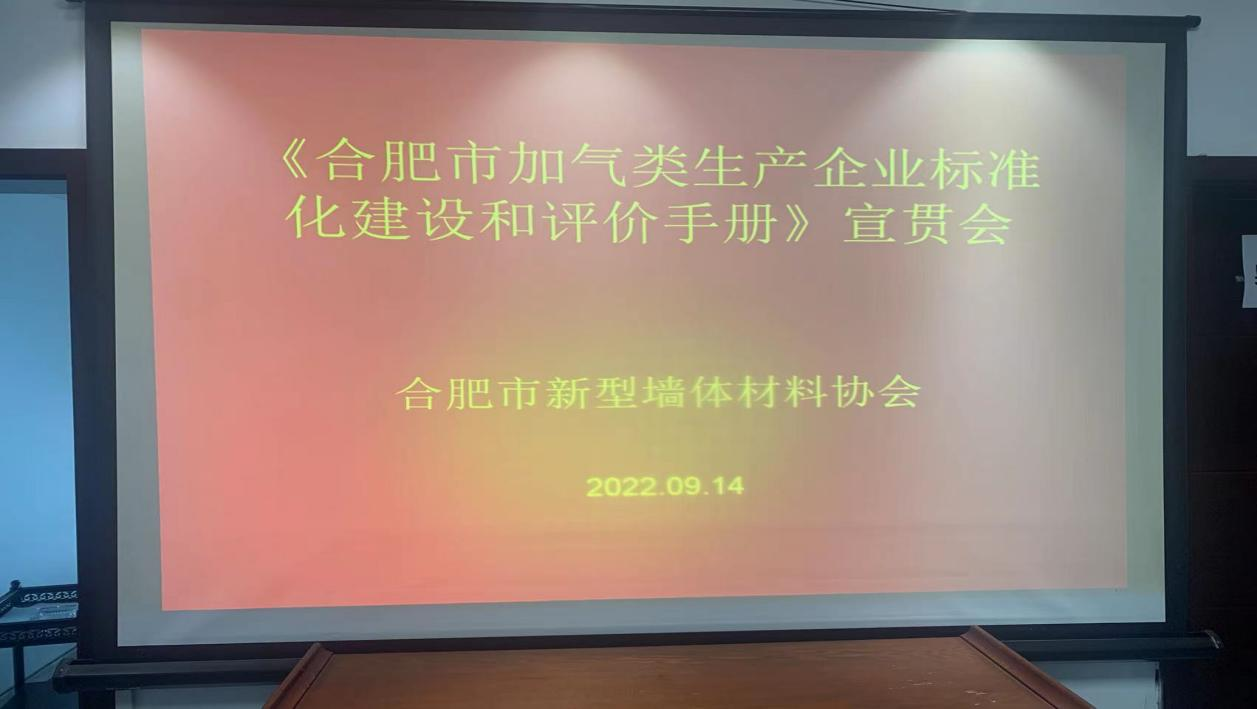 《合肥市加气类生产企业标准
化建设和评价手册》宣贯会
合肥市新型墙体材料协会
2022.09.14